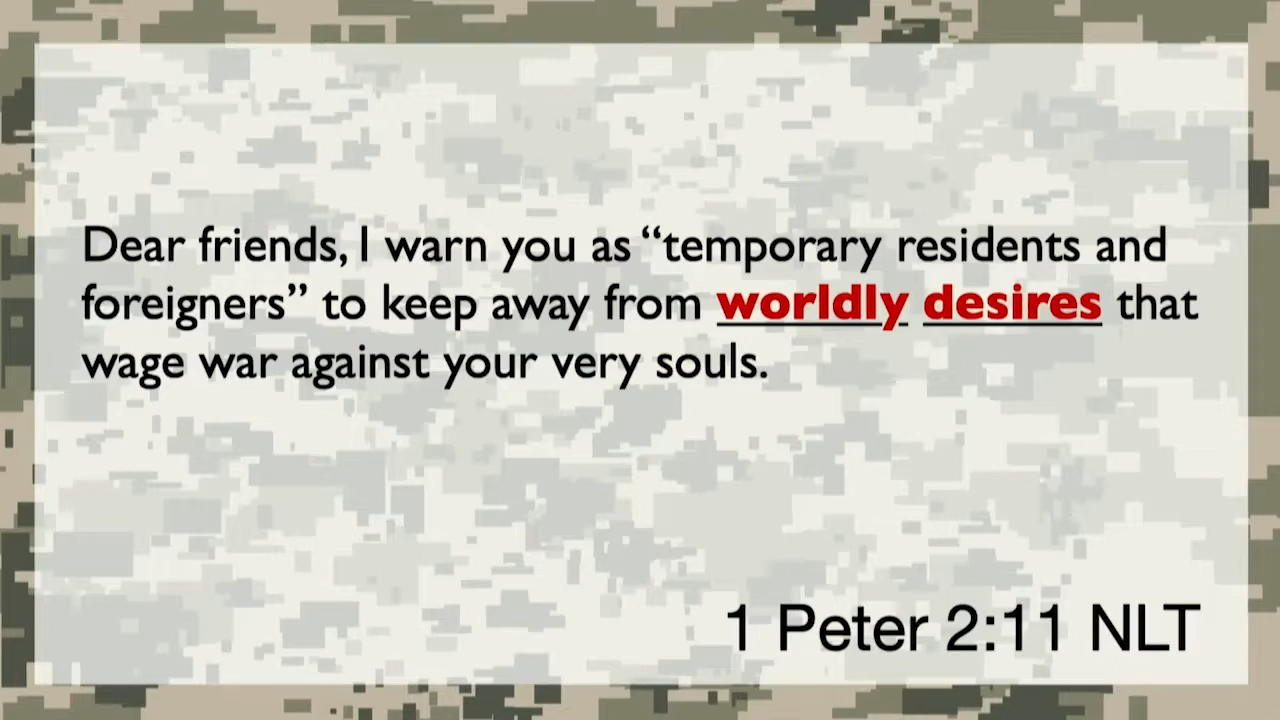 Dear friends, I warn you as “temporary residents and
foreigners” to keep away from worldly desires that
wage war against your very souls.
1 Peter 2:11 NLT